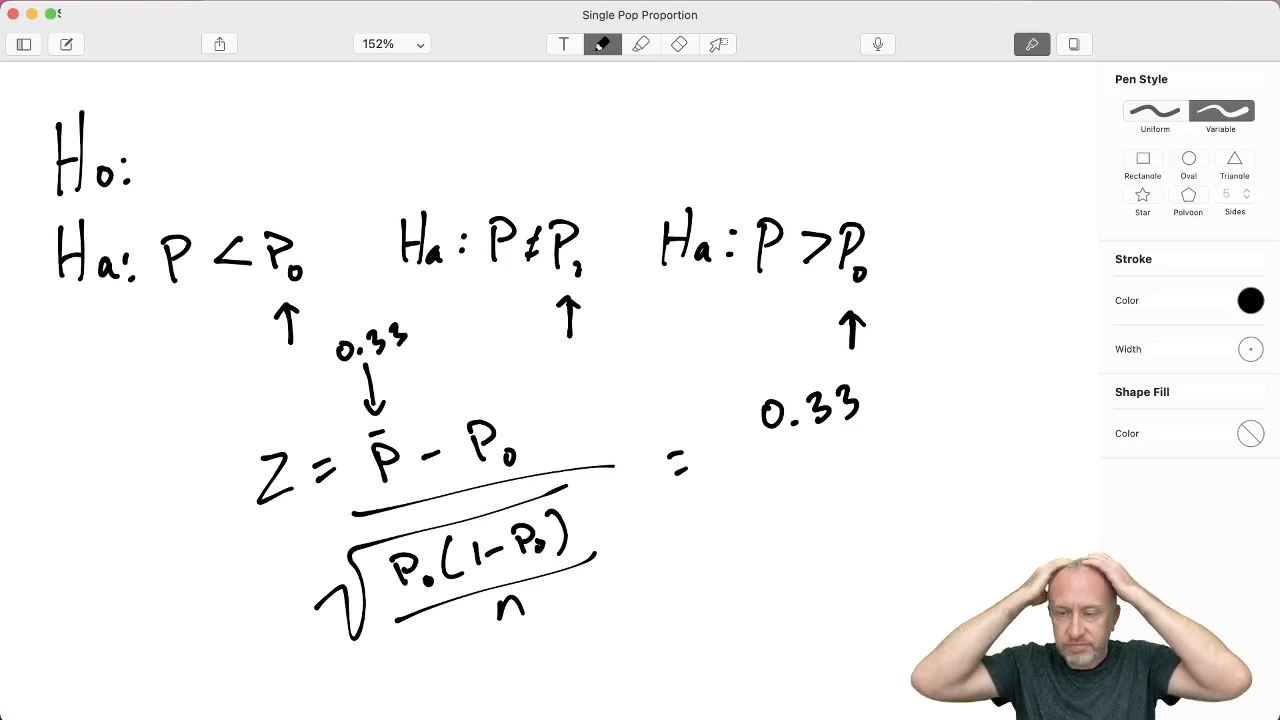 Single Pop Proportion
152%
T
Pen Style
Uniform
Variable
Rectangle
Oval
Triangle
Star
Polygon
5
Sides
Stroke
Color
Width
Shape Fill
Color
Ho:
Ha: P < P₀
Ha: P ≠ P₀
Ha: P > P₀
0.33
0.33
Z = p̄ - P₀ =
√ P₀(1-P₀)
n